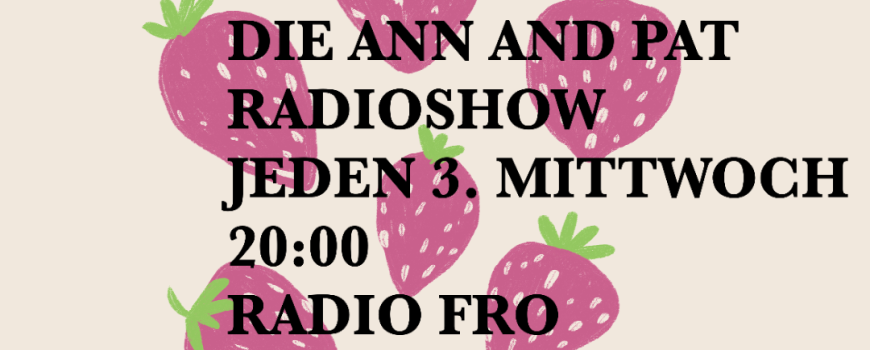 DIE ANN AND PAT
RADIOSHOW
JEDEN 3. MITTWOCH
20:00
RADIO FRO